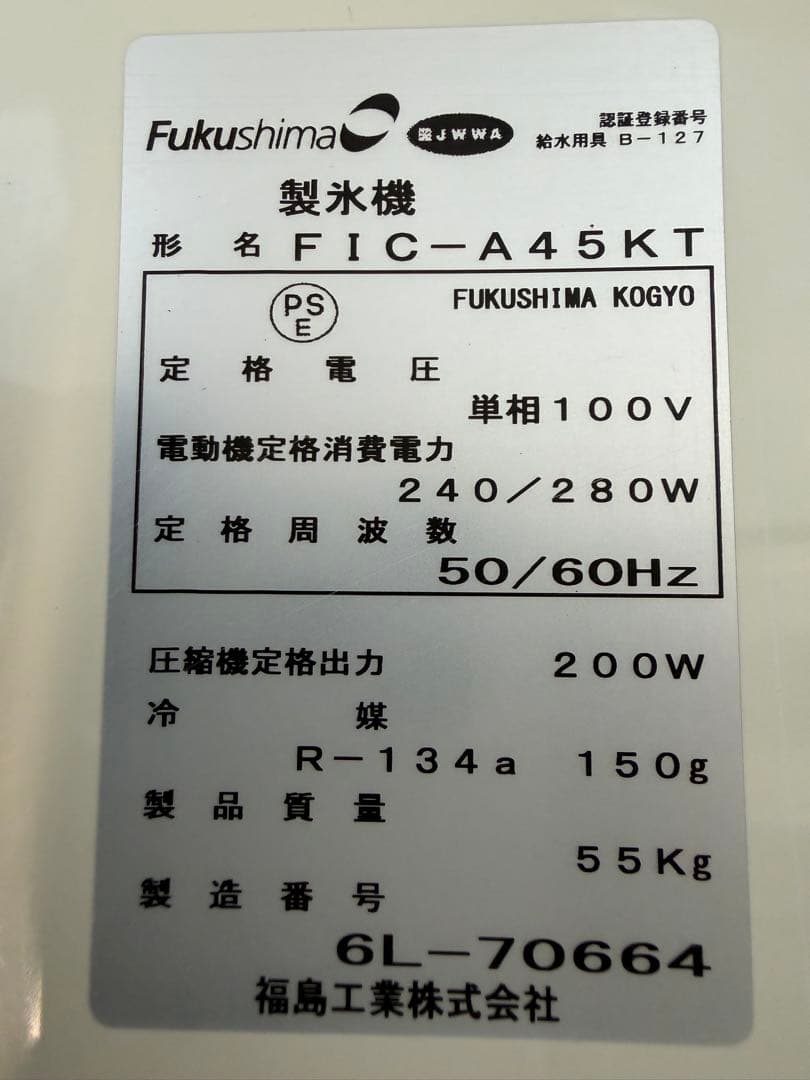 Fukushima
JWWA
認証登録番号
給水用具 B-127
製氷機
形名 FIC-A45KT
PS
E
FUKUSHIMA KOGYO
定格電圧
単相100V
電動機定格消費電力
240/280W
定格周波数
50/60Hz
圧縮機定格出力 200W
冷媒
R-134a 150g
製品質量
55Kg
製造番号
6L-70664
福島工業株式会社